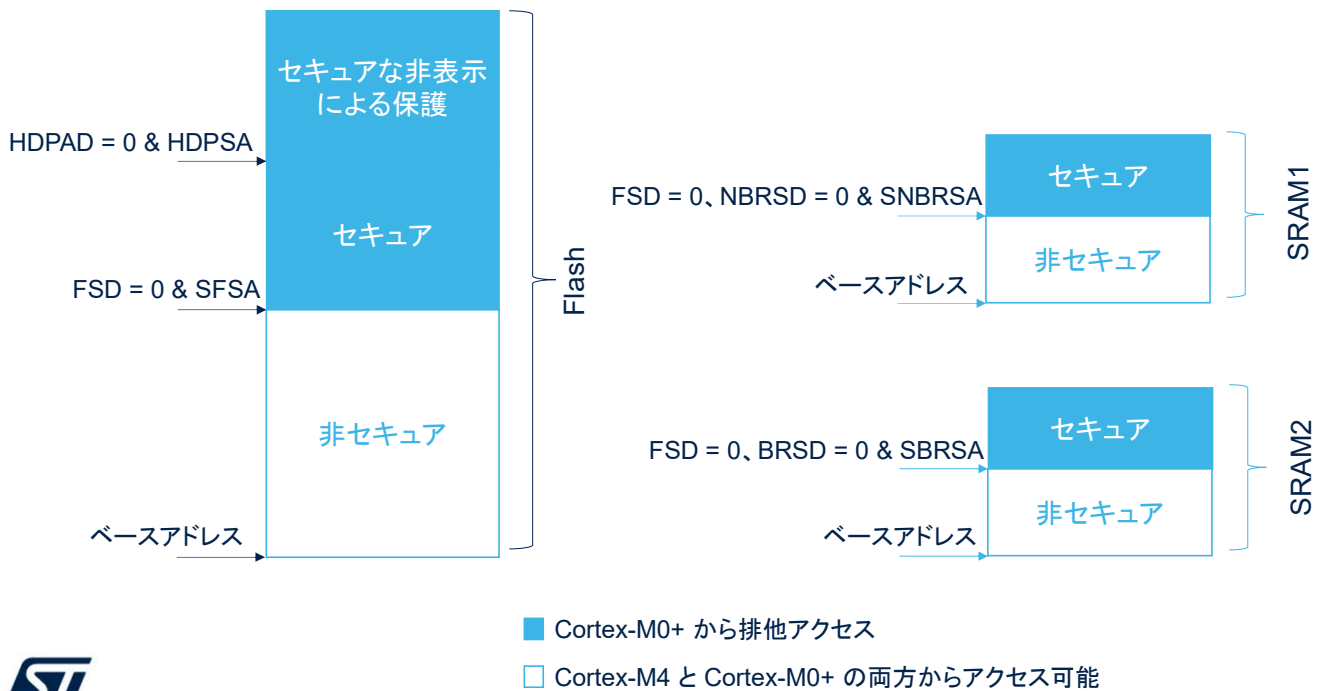 セキュアな非表示
による保護
HDPAD = 0 & HDPSA
セキュア
FSD = 0 & SFSA
非セキュア
ベースアドレス
Flash
セキュア
FSD = 0、NBRSD = 0 & SNBRSA
非セキュア
ベースアドレス
SRAM1
セキュア
FSD = 0、BRSD = 0 & SBRSA
非セキュア
ベースアドレス
SRAM2
Cortex-M0+ から排他アクセス
Cortex-M4 と Cortex-M0+ の両方からアクセス可能
ST